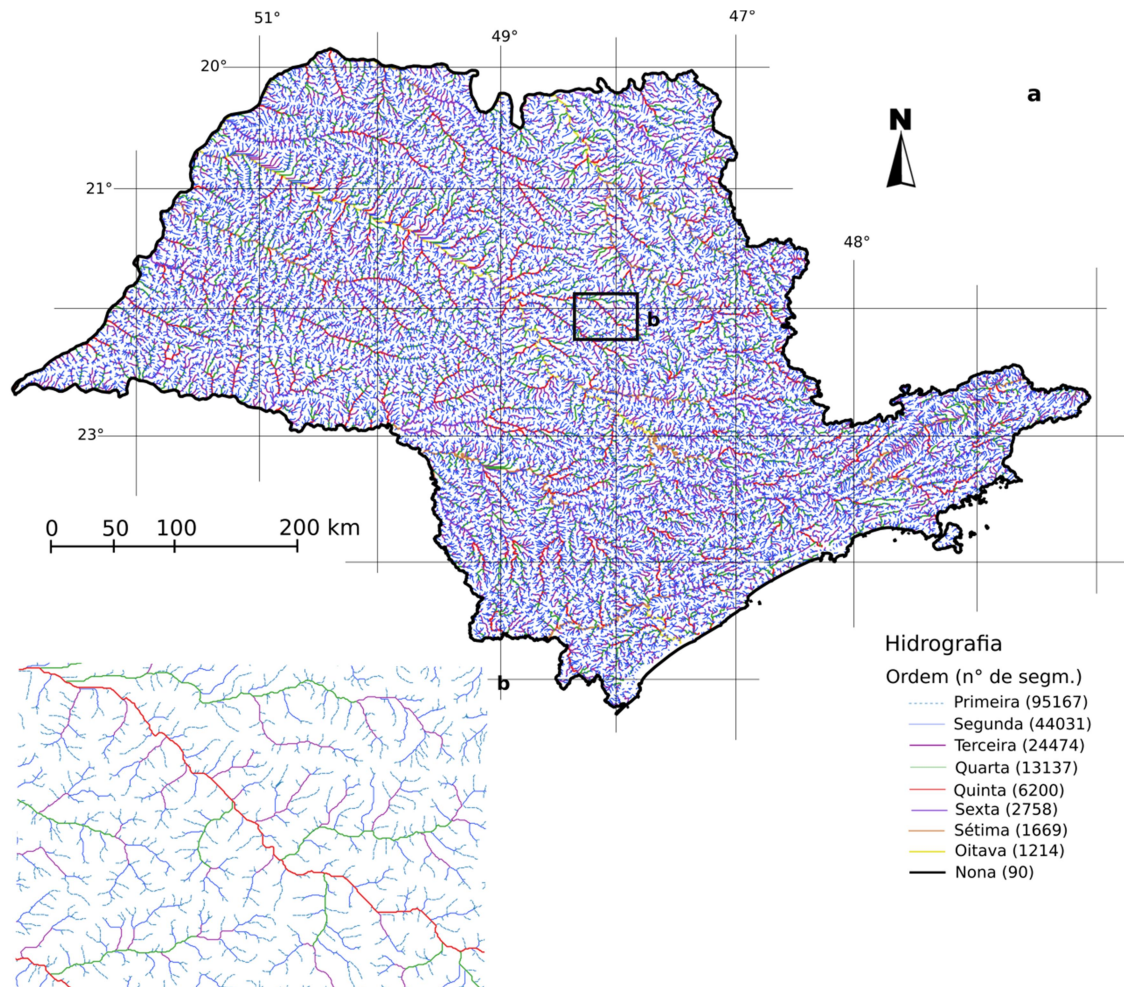 51°
47°
49°
20°
a
N
21°
48°
b
23°
0 50 100 200 km
b
Hidrografia
Ordem (n° de segm.)
Primeira (95167)
Segunda (44031)
Terceira (24474)
Quarta (13137)
Quinta (6200)
Sexta (2758)
Sétima (1669)
Oitava (1214)
Nona (90)